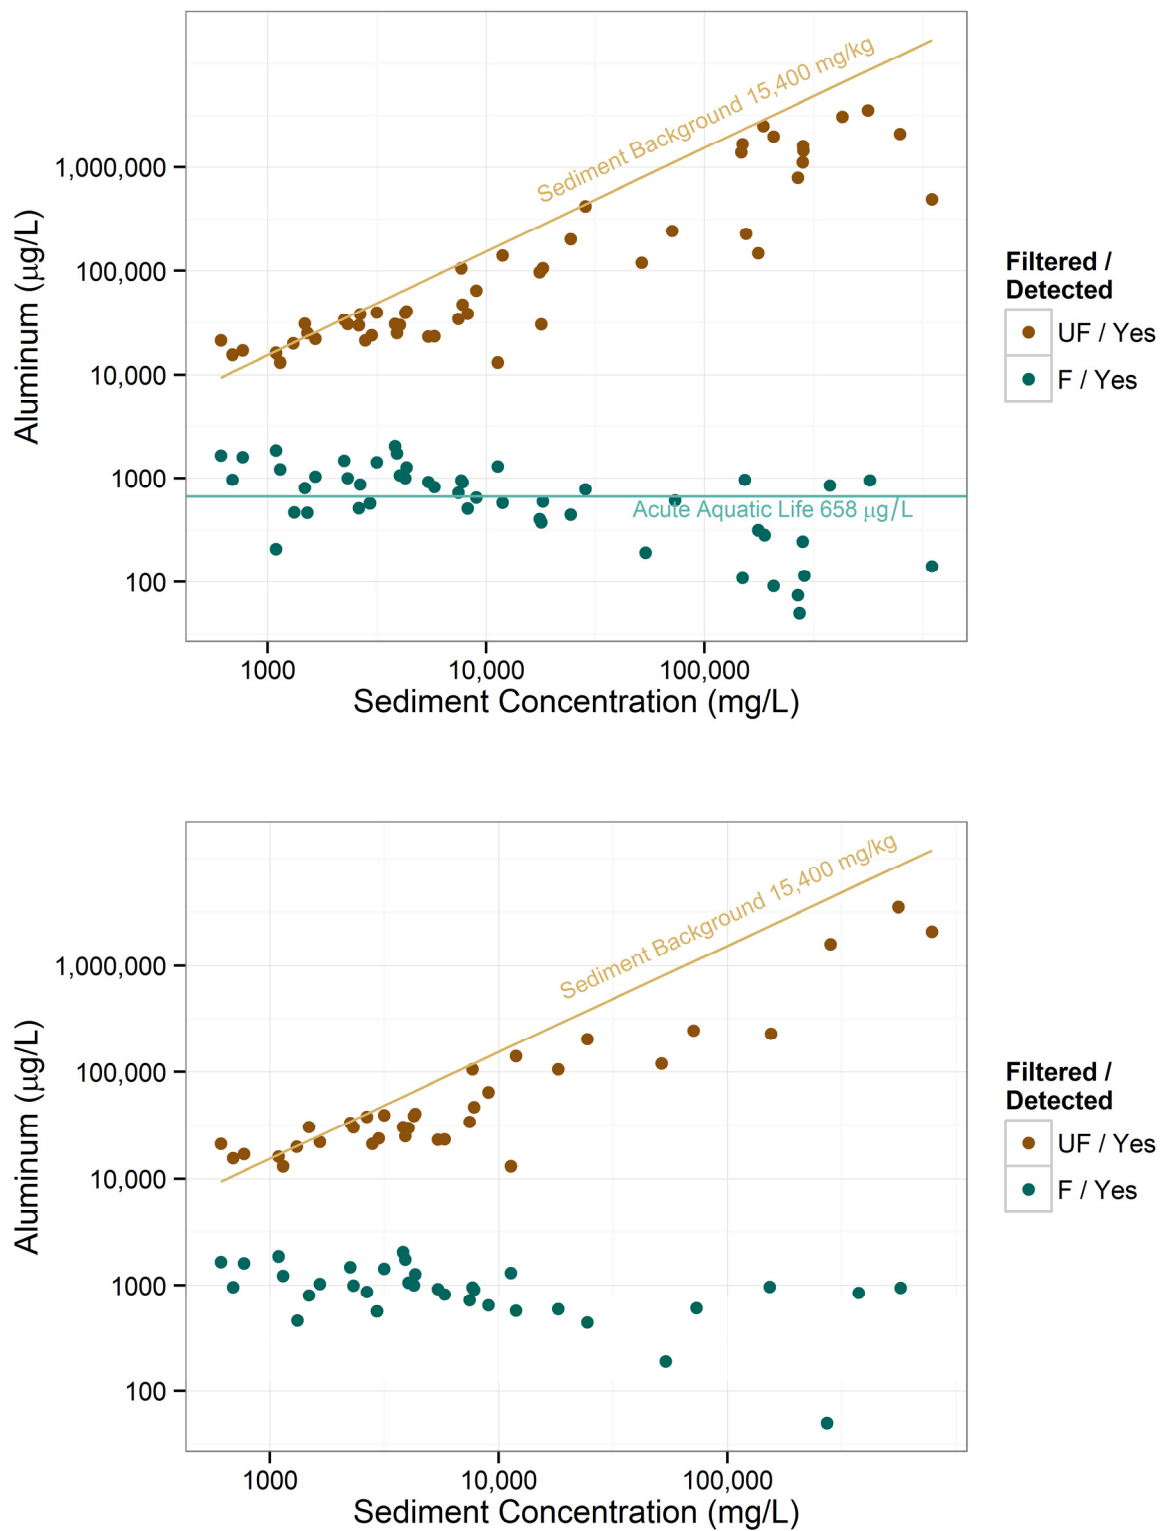 Sediment Background 15,400 mg/kg
1,000,000
100,000
10,000
1000
100
Aluminum (µg/L)
Acute Aquatic Life 658 µg/L
1000
10,000
100,000
Sediment Concentration (mg/L)
Filtered /
Detected
UF / Yes
F / Yes
Sediment Background 15,400 mg/kg
1,000,000
100,000
10,000
1000
100
Aluminum (µg/L)
1000
10,000
100,000
Sediment Concentration (mg/L)
Filtered /
Detected
UF / Yes
F / Yes